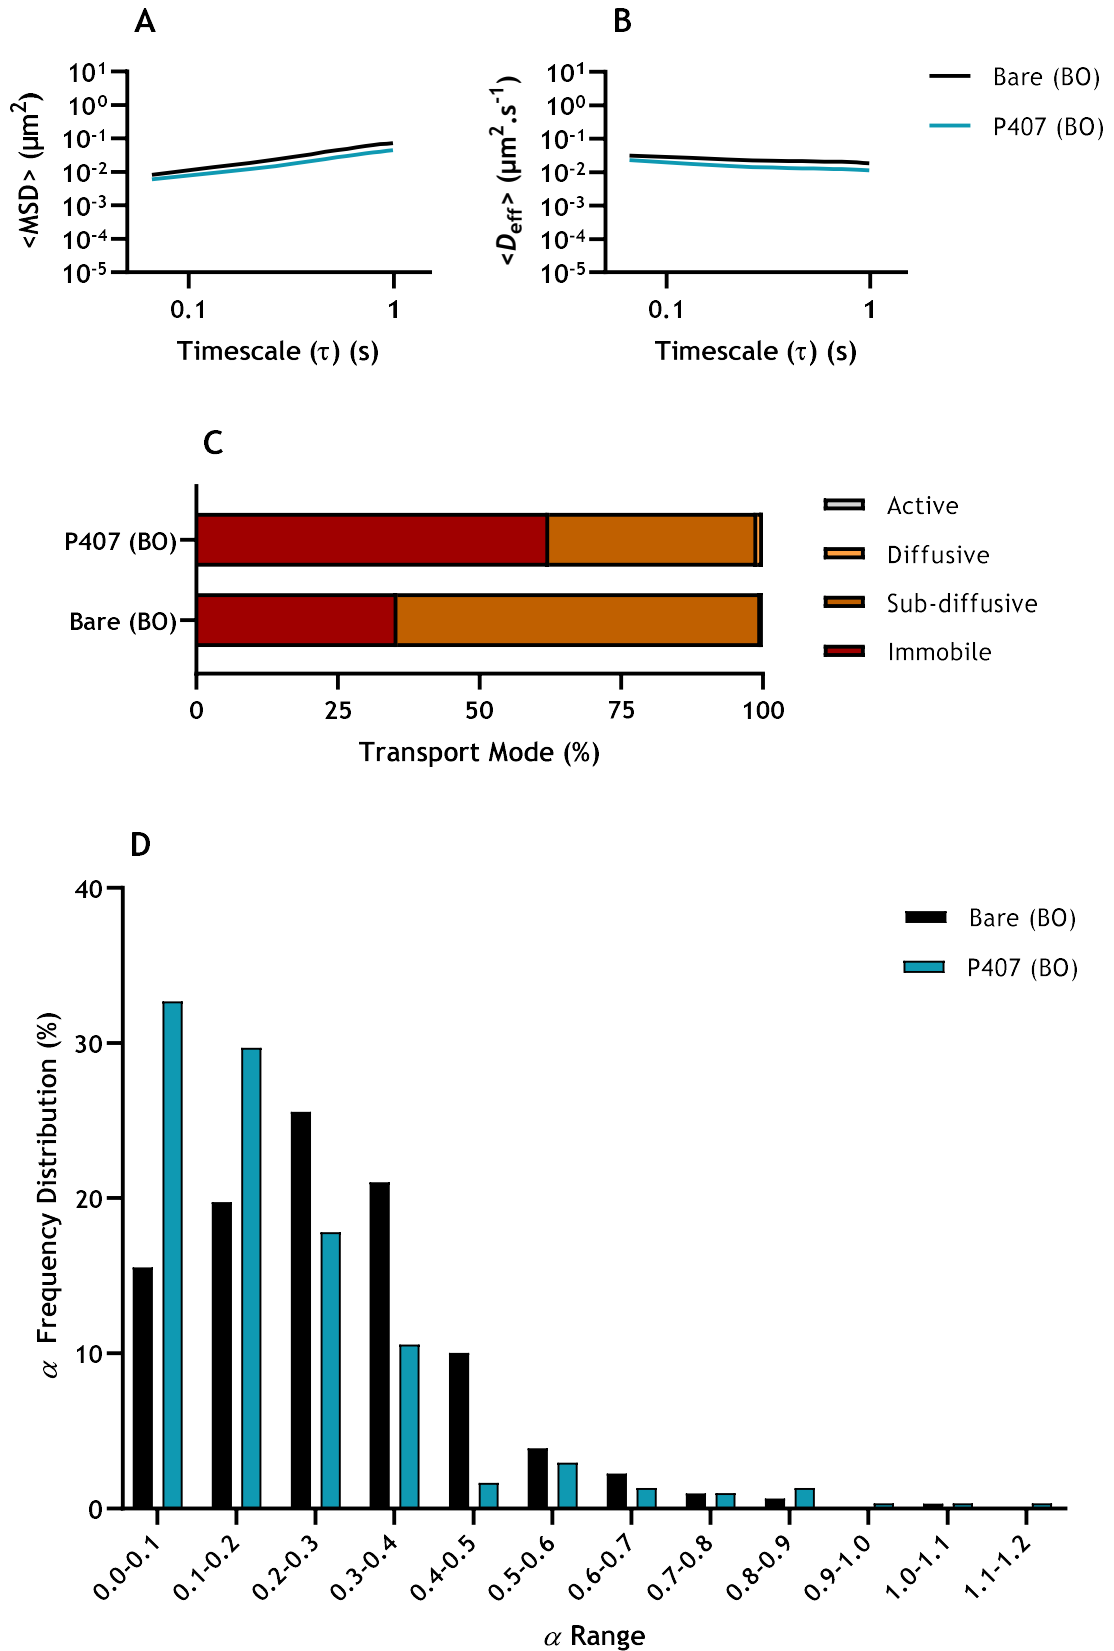 A
B
<MSD> (µm²)
10¹
10⁰
10⁻¹
10⁻²
10⁻³
10⁻⁴
10⁻⁵
0.1
1
Timescale (τ) (s)
<D_eff> (µm².s⁻¹)
10¹
10⁰
10⁻¹
10⁻²
10⁻³
10⁻⁴
10⁻⁵
0.1
1
Timescale (τ) (s)
Bare (BO)
P407 (BO)
C
P407 (BO)
Bare (BO)
0
25
50
75
100
Transport Mode (%)
Active
Diffusive
Sub-diffusive
Immobile
D
α Frequency Distribution (%)
40
30
20
10
0
Bare (BO)
P407 (BO)
0.0-0.1
0.1-0.2
0.2-0.3
0.3-0.4
0.4-0.5
0.5-0.6
0.6-0.7
0.7-0.8
0.8-0.9
0.9-1.0
1.0-1.1
1.1-1.2
α Range